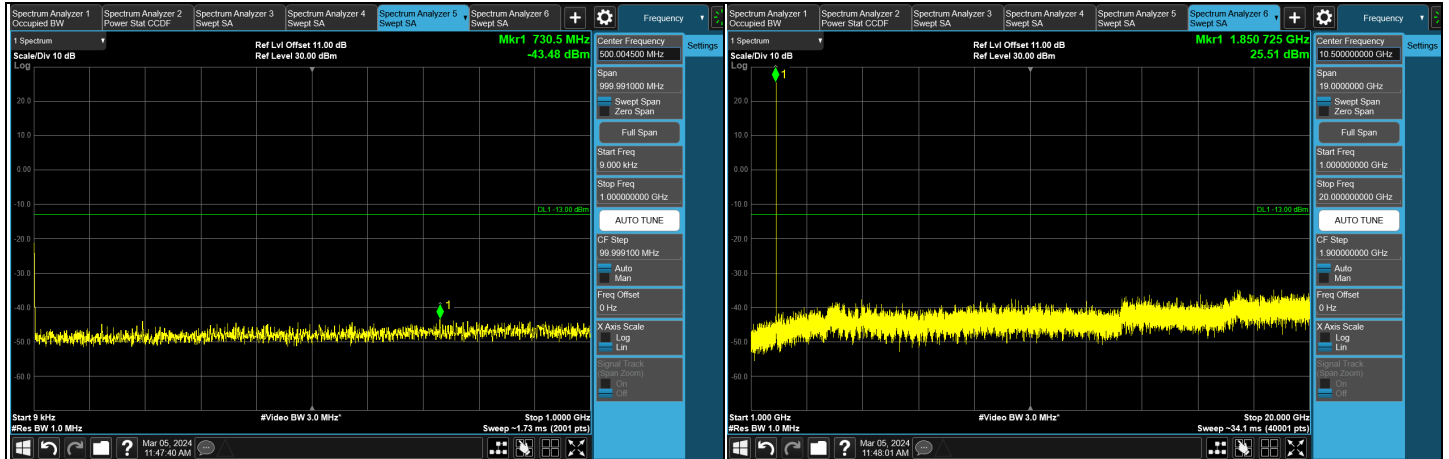 Spectrum Analyzer 1 Occupied BW
Spectrum Analyzer 2 Power Stat CCDF
Spectrum Analyzer 3 Swept SA
Spectrum Analyzer 4 Swept SA
Spectrum Analyzer 5 Swept SA
Spectrum Analyzer 6 Swept SA
Frequency
1 Spectrum
Scale/Div 10 dB
Log
Ref Lvl Offset 11.00 dB
Ref Level 30.00 dBm
Mkr1 730.5 MHz
-43.48 dBm
20.0
10.0
0.00
-10.0
-20.0
-30.0
-40.0
-50.0
-60.0
DL1 -13.00 dBm
1
Start 9 kHz
#Res BW 1.0 MHz
#Video BW 3.0 MHz*
Stop 1.0000 GHz
Sweep ~1.73 ms (2001 pts)
Center Frequency
500.004500 MHz
Span
999.991000 MHz
Swept Span
Zero Span
Full Span
Start Freq
9.000 kHz
Stop Freq
1.000000000 GHz
AUTO TUNE
CF Step
99.999100 MHz
Auto
Man
Freq Offset
0 Hz
X Axis Scale
Log
Lin
Signal Track
(Span Zoom)
On
Off
Settings
?
Mar 05, 2024
11:47:40 AM
Spectrum Analyzer 1 Occupied BW
Spectrum Analyzer 2 Power Stat CCDF
Spectrum Analyzer 3 Swept SA
Spectrum Analyzer 4 Swept SA
Spectrum Analyzer 5 Swept SA
Spectrum Analyzer 6 Swept SA
Frequency
1 Spectrum
Scale/Div 10 dB
Log
Ref Lvl Offset 11.00 dB
Ref Level 30.00 dBm
Mkr1 1.850 725 GHz
25.51 dBm
1
20.0
10.0
0.00
-10.0
-20.0
-30.0
-40.0
-50.0
-60.0
DL1 -13.00 dBm
Start 1.000 GHz
#Res BW 1.0 MHz
#Video BW 3.0 MHz*
Stop 20.000 GHz
Sweep ~34.1 ms (40001 pts)
Center Frequency
10.500000000 GHz
Span
19.0000000 GHz
Swept Span
Zero Span
Full Span
Start Freq
1.000000000 GHz
Stop Freq
20.000000000 GHz
AUTO TUNE
CF Step
1.900000000 GHz
Auto
Man
Freq Offset
0 Hz
X Axis Scale
Log
Lin
Signal Track
(Span Zoom)
On
Off
Settings
?
Mar 05, 2024
11:48:01 AM